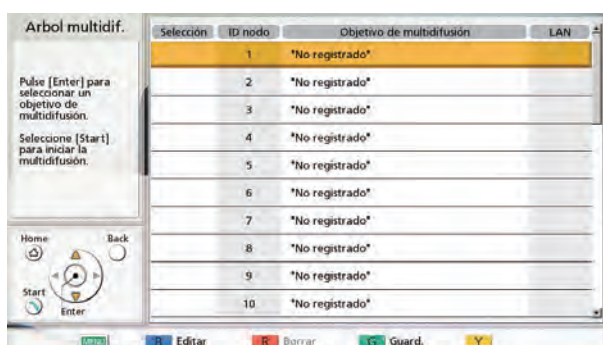 Arbol multidif.
Pulse [Enter] para
seleccionar un
objetivo de
multidifusión.
Seleccione [Start]
para iniciar la
multidifusión.
Home Back
Start
Enter
Selección ID nodo Objetivo de multidifusión LAN
1 *No registrado*
2 *No registrado*
3 *No registrado*
4 *No registrado*
5 *No registrado*
6 *No registrado*
7 *No registrado*
8 *No registrado*
9 *No registrado*
10 *No registrado*
MENU B Editar R Borrar G Guard. Y